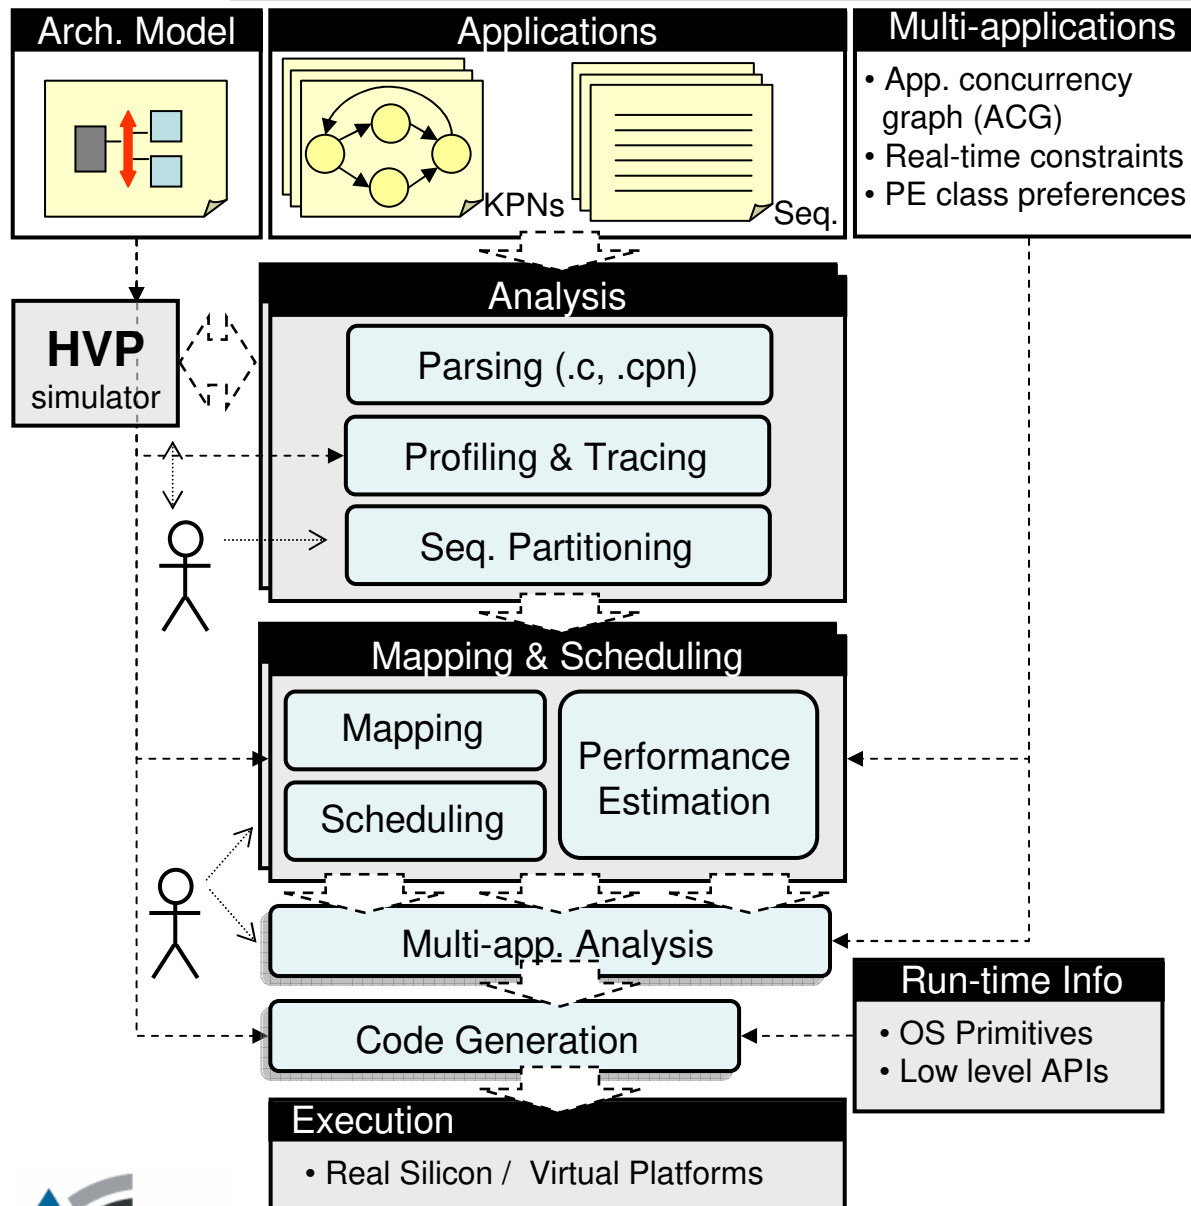 Arch. Model
Applications
KPNs
Seq.
Multi-applications
• App. concurrency
graph (ACG)
• Real-time constraints
• PE class preferences
HVP
simulator
Analysis
Parsing (.c, .cpn)
Profiling & Tracing
Seq. Partitioning
Mapping & Scheduling
Mapping
Scheduling
Performance
Estimation
Multi-app. Analysis
Code Generation
Run-time Info
• OS Primitives
• Low level APIs
Execution
• Real Silicon / Virtual Platforms